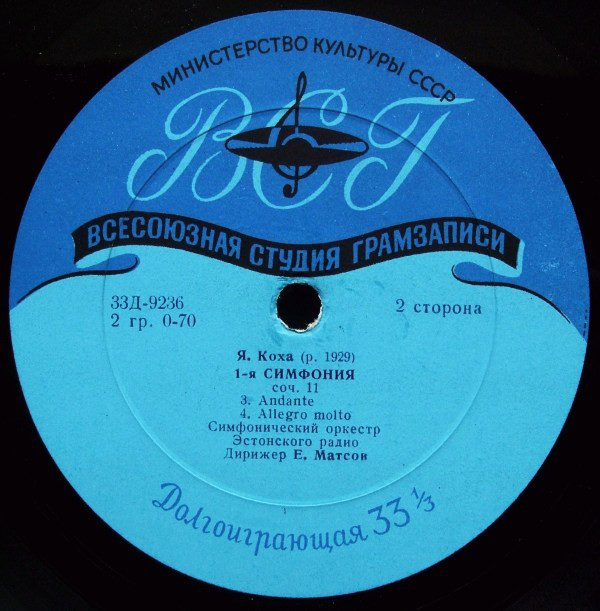 МИНИСТЕРСТВО КУЛЬТУРЫ СССР
ВСГ
ВСЕСОЮЗНАЯ СТУДИЯ ГРАМЗАПИСИ
33Д-9236
2 гр. 0-70
2 сторона
Я. Коха (р. 1929)
1-я СИМФОНИЯ
соч. 11
3. Andante
4. Allegro molto
Симфонический оркестр
Эстонского радио
Дирижер Е. Матсов
Долгоиграющая 33 1/3